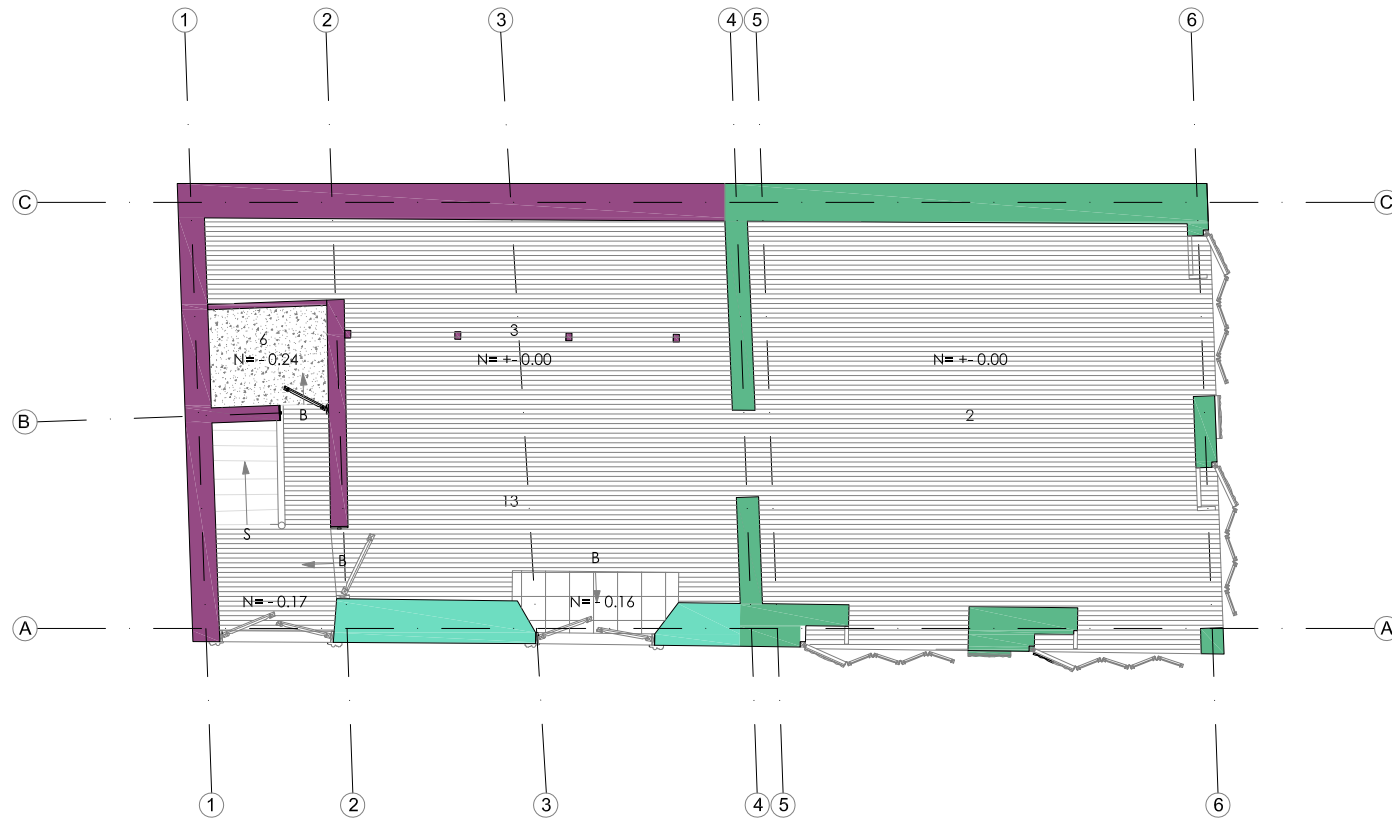 1 2 3 4 5 6
C C
3
6
N= - 0.24 N= +- 0.00 N= +- 0.00
B 2
B
13
S
B B
N= - 0.17 N= - 0.16
A A
1 2 3 4 5 6